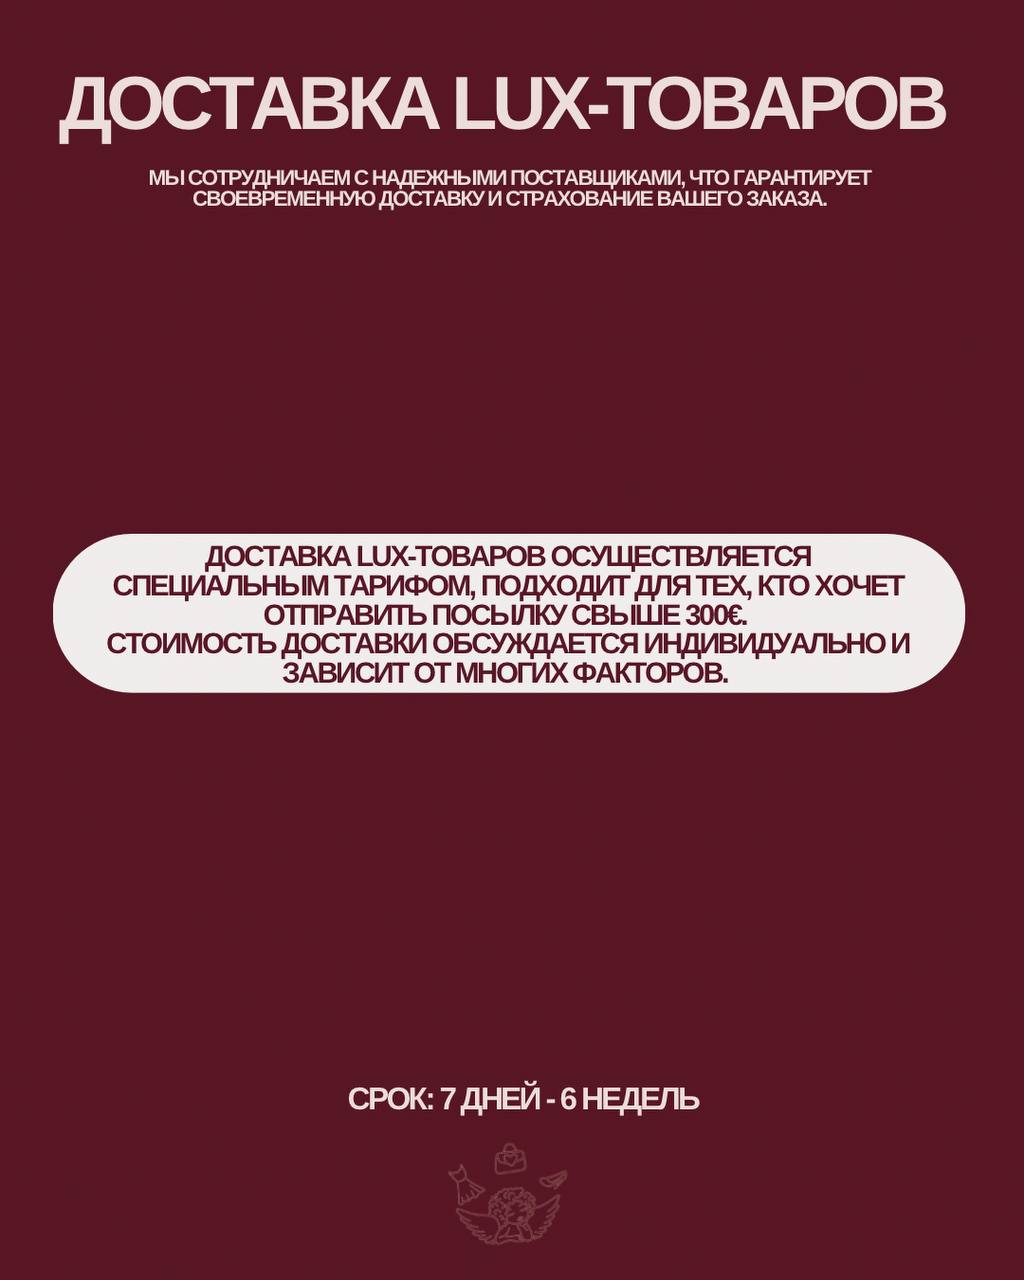 ДОСТАВКА LUX-ТОВАРОВ
МЫ СОТРУДНИЧАЕМ С НАДЕЖНЫМИ ПОСТАВЩИКАМИ, ЧТО ГАРАНТИРУЕТ
СВОЕВРЕМЕННУЮ ДОСТАВКУ И СТРАХОВАНИЕ ВАШЕГО ЗАКАЗА.
ДОСТАВКА LUX-ТОВАРОВ ОСУЩЕСТВЛЯЕТСЯ
СПЕЦИАЛЬНЫМ ТАРИФОМ, ПОДХОДИТ ДЛЯ ТЕХ, КТО ХОЧЕТ
ОТПРАВИТЬ ПОСЫЛКУ СВЫШЕ 300€.
СТОИМОСТЬ ДОСТАВКИ ОБСУЖДАЕТСЯ ИНДИВИДУАЛЬНО И
ЗАВИСИТ ОТ МНОГИХ ФАКТОРОВ.
СРОК: 7 ДНЕЙ - 6 НЕДЕЛЬ